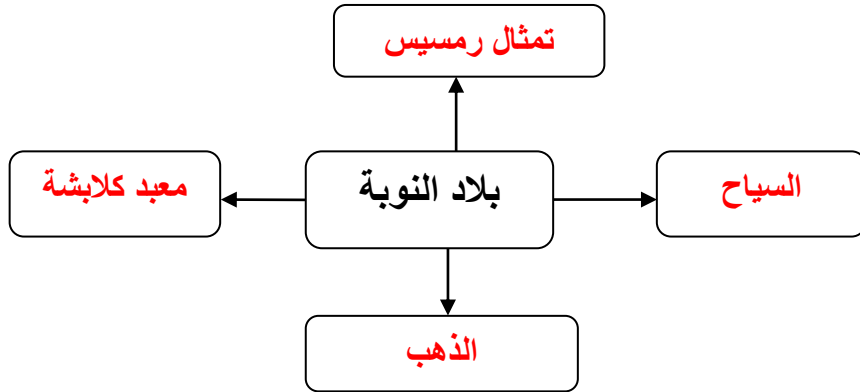 تمثال رمسيس
السياح
بلاد النوبة
معبد كلابشة
الذهب